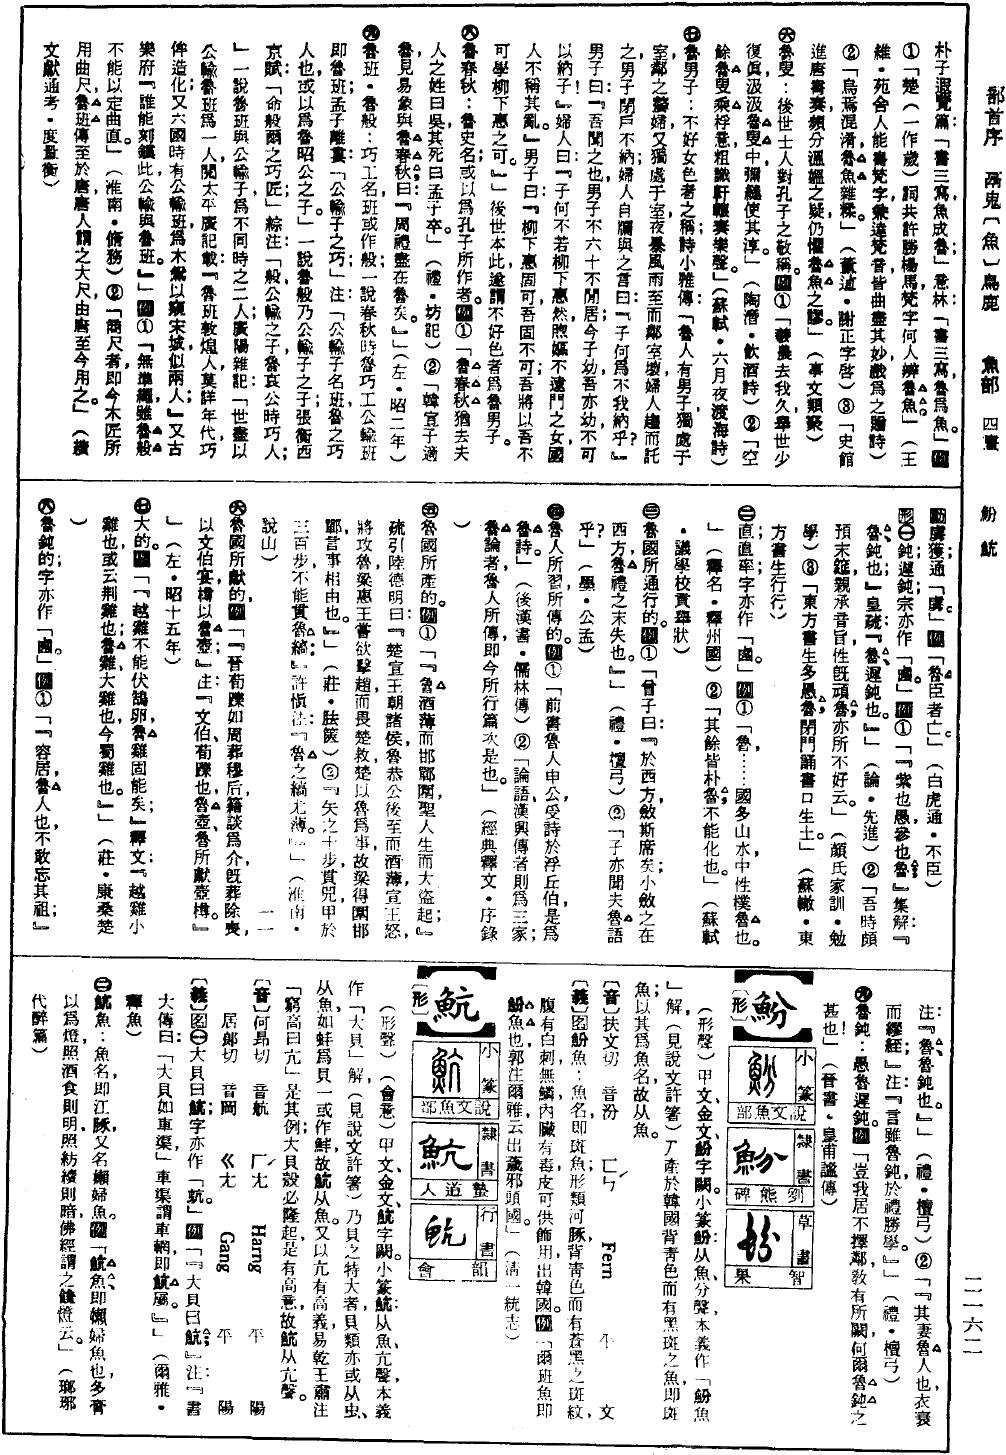 部首序　鬲鬼〔魚〕鳥鹿　魚部　四畫　魵　魧
二一六二
朴子遐覽篇「書三寫魚成魯」意林「書三寫魯爲魚」例
①「楚（一作歲）詞共許勝楊馬梵字何人辨魯魚」（王
維・苑舍人能書梵字兼達梵音皆曲盡其妙戲爲之贈詩）
②「烏焉混淆魯魚雜糅」（董逌・謝正字啓）③「史館
進唐書奏頻分溫溫之疑仍懼魯魚之謬」（事文類聚）
㊅魯叟：後世士人對孔子之敬稱例①「羲農去我久擧世少
復眞汲汲魯叟中彌縫使其淳」（陶潛・飲酒詩）②「空
餘魯叟乘桴意粗識軒轅奏樂聲」（蘇軾・六月夜渡海詩）
㊆魯男子：不好女色者之稱詩小雅傳「魯人有男子獨處于
室鄰之嫠婦又獨處于室夜暴風雨至而鄰室壞婦人趨而託
之男子閉戶不納婦人自牖與之言曰『子何爲不我納乎？』
男子曰『吾聞之也男子不六十不閒居今子幼吾亦幼不可
以納子』婦人曰『子何不若柳下惠然煦嫗不逮門之女國
人不稱其亂』男子曰『柳下惠固可吾固不可吾將以吾不
可學柳下惠之可。』」後世本此遂謂不好色者爲魯男子。
㊇魯春秋：魯史名或以爲孔子所作者。例①「魯春秋猶去夫
人之姓曰吳其死曰孟子卒」（禮・坊記）②「韓宣子適
魯見易象與魯春秋曰『周禮盡在魯矣。』」（左・昭二年）
㊈魯班・魯般：巧工名班或作般一說春秋時魯巧工公輸班
即魯班孟子離婁「公輸子之巧」注「公輸子名班魯之巧
人也或以爲魯昭公之子。」一說魯般乃公輸子之子張衡西
京賦「命般爾之巧匠」綜注「般公輸之子魯哀公時巧人；
」一說魯班與公輸子爲不同時之二人廣陽雜記「世盡以
公輸魯班爲一人閱太平廣記載『魯班敦煌人莫詳年代巧
侔造化又六國時有公輸班爲木鳶以窺宋城似兩人』又古
樂府『誰能刻鏤此公輸與魯班』」例①「無準繩雖魯般
不能以定曲直」（淮南・脩務）②「商尺者即今木匠所
用曲尺魯班傳至於唐唐人謂之大尺由唐至今用之」（續
文獻通考・度量衡）
動虜獲通「虜」例「魯臣者亡」（白虎通・不臣）
形㊀鈍遲鈍宗亦作「鹵」例①「『柴也愚參也魯』集解『
魯鈍也』皇疏『魯遲鈍也。』」（論・先進）②「吾時頗
預末筵親承音旨性旣頑魯亦所不好云。」（顏氏家訓・勉
學）③「東方書生多愚魯閉門誦書口生土。」（蘇轍・東
方書生行行）
㊁直直率字亦作「鹵」例①「魯……國多山水中性樸魯也。
」（釋名・釋州國）②「其餘皆朴魯不能化也。」（蘇軾
・議學校貢擧狀）
㊂魯國所通行的。例①「曾子曰『於西方斂斯席矣小斂之在
西方魯禮之末失也。』」（禮・檀弓）②「子亦聞夫魯語
乎」（墨・公孟）
㊃魯人所習所傳的。例①「前書魯人申公受詩於浮丘伯是爲
魯詩」（後漢書・儒林傳）②「論語漢興傳者則爲三家；
魯論者魯人所傳即今所行篇次是也。」（經典釋文・序錄
）
㊄魯國所產的。例①「『魯酒薄而邯鄲圍聖人生而大盜起』
疏引陸德明曰『楚宣王朝諸侯魯恭公後至而酒薄宣王怒
將攻魯梁惠王嘗欲擊趙而畏楚救楚以魯爲事故梁得圍邯
鄲言事相由也。』」（莊・胠篋）②『矢之十步貫兕甲於
三百步不能貫魯縞』許愼注『魯之縞尤薄。』」（淮南・
說山）
㊅魯國所獻的例「『晉荀躒如周葬穆后籍談爲介旣葬除喪
以文伯宴樽以魯壺』注『文伯荀躒也魯壺魯所獻壺樽。』
」（左・昭十五年）
㊆大的。例「『越雞不能伏鵠卵魯雞固能矣』釋文『越雞小
雞也或云荆雞也魯雞大雞也今蜀雞也。』」（莊・庚桑楚
）
㊇魯鈍的字亦作「鹵」例①「『容居魯人也不敢忘其祖』
注『魯魯鈍也。』」（禮・檀弓）②「『其妻魯人也衣衰
而繆絰』注『言雖魯鈍於禮勝學。』」（禮・檀弓）
㊈魯鈍：愚魯遲鈍。例「豈我居不擇鄰敎有所闕何爾魯鈍之
甚也！」（晉書・皇甫謐傳）
魵
〔形〕
小篆　說文魚部
隸書　劉熊碑
草書　智果
（形聲）甲文金文魵字闕小篆魵从魚分聲本義作「魵魚
」解（見說文許箸）乃產於韓國背靑色而有黑斑之魚即斑
魚以其爲魚名故从魚。
〔音〕扶文切　音汾　ㄈㄣˊ　Fern　平　文
〔義〕名魵魚：魚名即斑魚形類河豚背靑色而有蒼黑之斑紋
腹有白刺無鱗內臟有毒皮可供飾用出韓國。例「爾班魚即
魵魚也郭注爾雅云出薉邪頭國。」（淸一統志）
魧
〔形〕
小篆　說文魚部
隸書　蟄道人
行書　韻會
（形聲）（會意）甲文、金文、魧字闕。小篆魧从魚亢聲本義
作「大貝」解（見說文許箸）乃貝之特大者貝類亦或从虫、
从魚如蚌爲貝一或作鮮故魧从魚。又以亢有高義易乾王肅注
「窮高曰亢」是其例大貝殼必隆起是有高意故魧从亢聲。
〔音〕何昂切　音航　ㄏㄤˊ　Harng　平　陽
居郞切　音岡　ㄍㄤ　Gang　平　陽
〔義〕名㊀大貝曰魧字亦作「蚢」例「『大貝曰魧』注『書
大傳曰「大貝如車渠」車渠謂車輞即魧屬。』」（爾雅・
釋魚）
㊁魧魚：魚名即江豚又名嬾婦魚。例「魧魚即嬾婦魚也多膏
以爲燈照酒食則明照紡績則暗佛經謂之饞燈云。」（瑯琊
代醉篇）